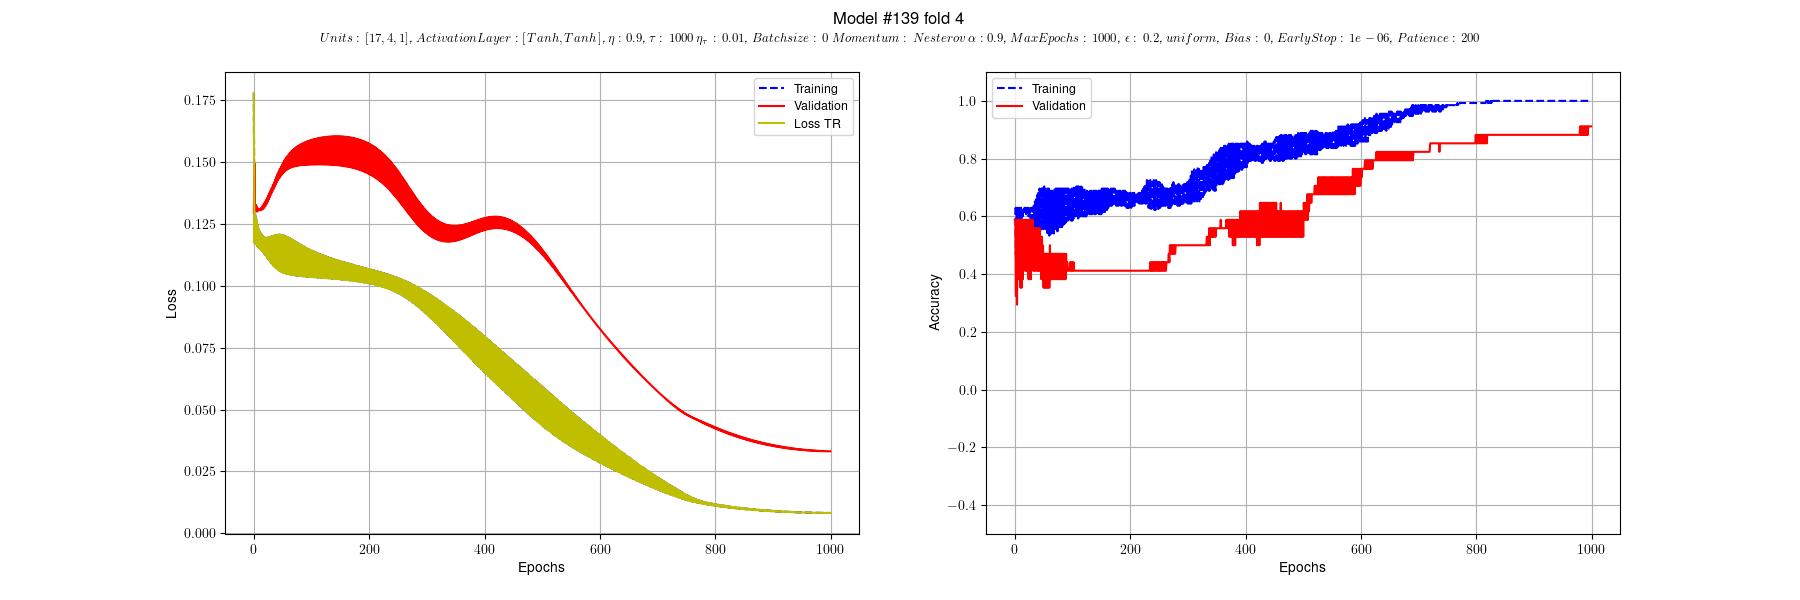 Model #139 fold 4
Units : [17, 4, 1], ActivationLayer : [Tanh, Tanh], η : 0.9, τ : 1000 η_τ : 0.01, Batchsize : 0 Momentum : Nesterov α : 0.9, MaxEpochs : 1000, ϵ : 0.2, uniform, Bias : 0, EarlyStop : 1e − 06, Patience : 200
Training
Validation
Loss TR
0.175
0.150
0.125
0.100
0.075
0.050
0.025
0.000
Loss
0 200 400 600 800 1000
Epochs
Training
Validation
1.0
0.8
0.6
0.4
0.2
0.0
−0.2
−0.4
Accuracy
0 200 400 600 800 1000
Epochs